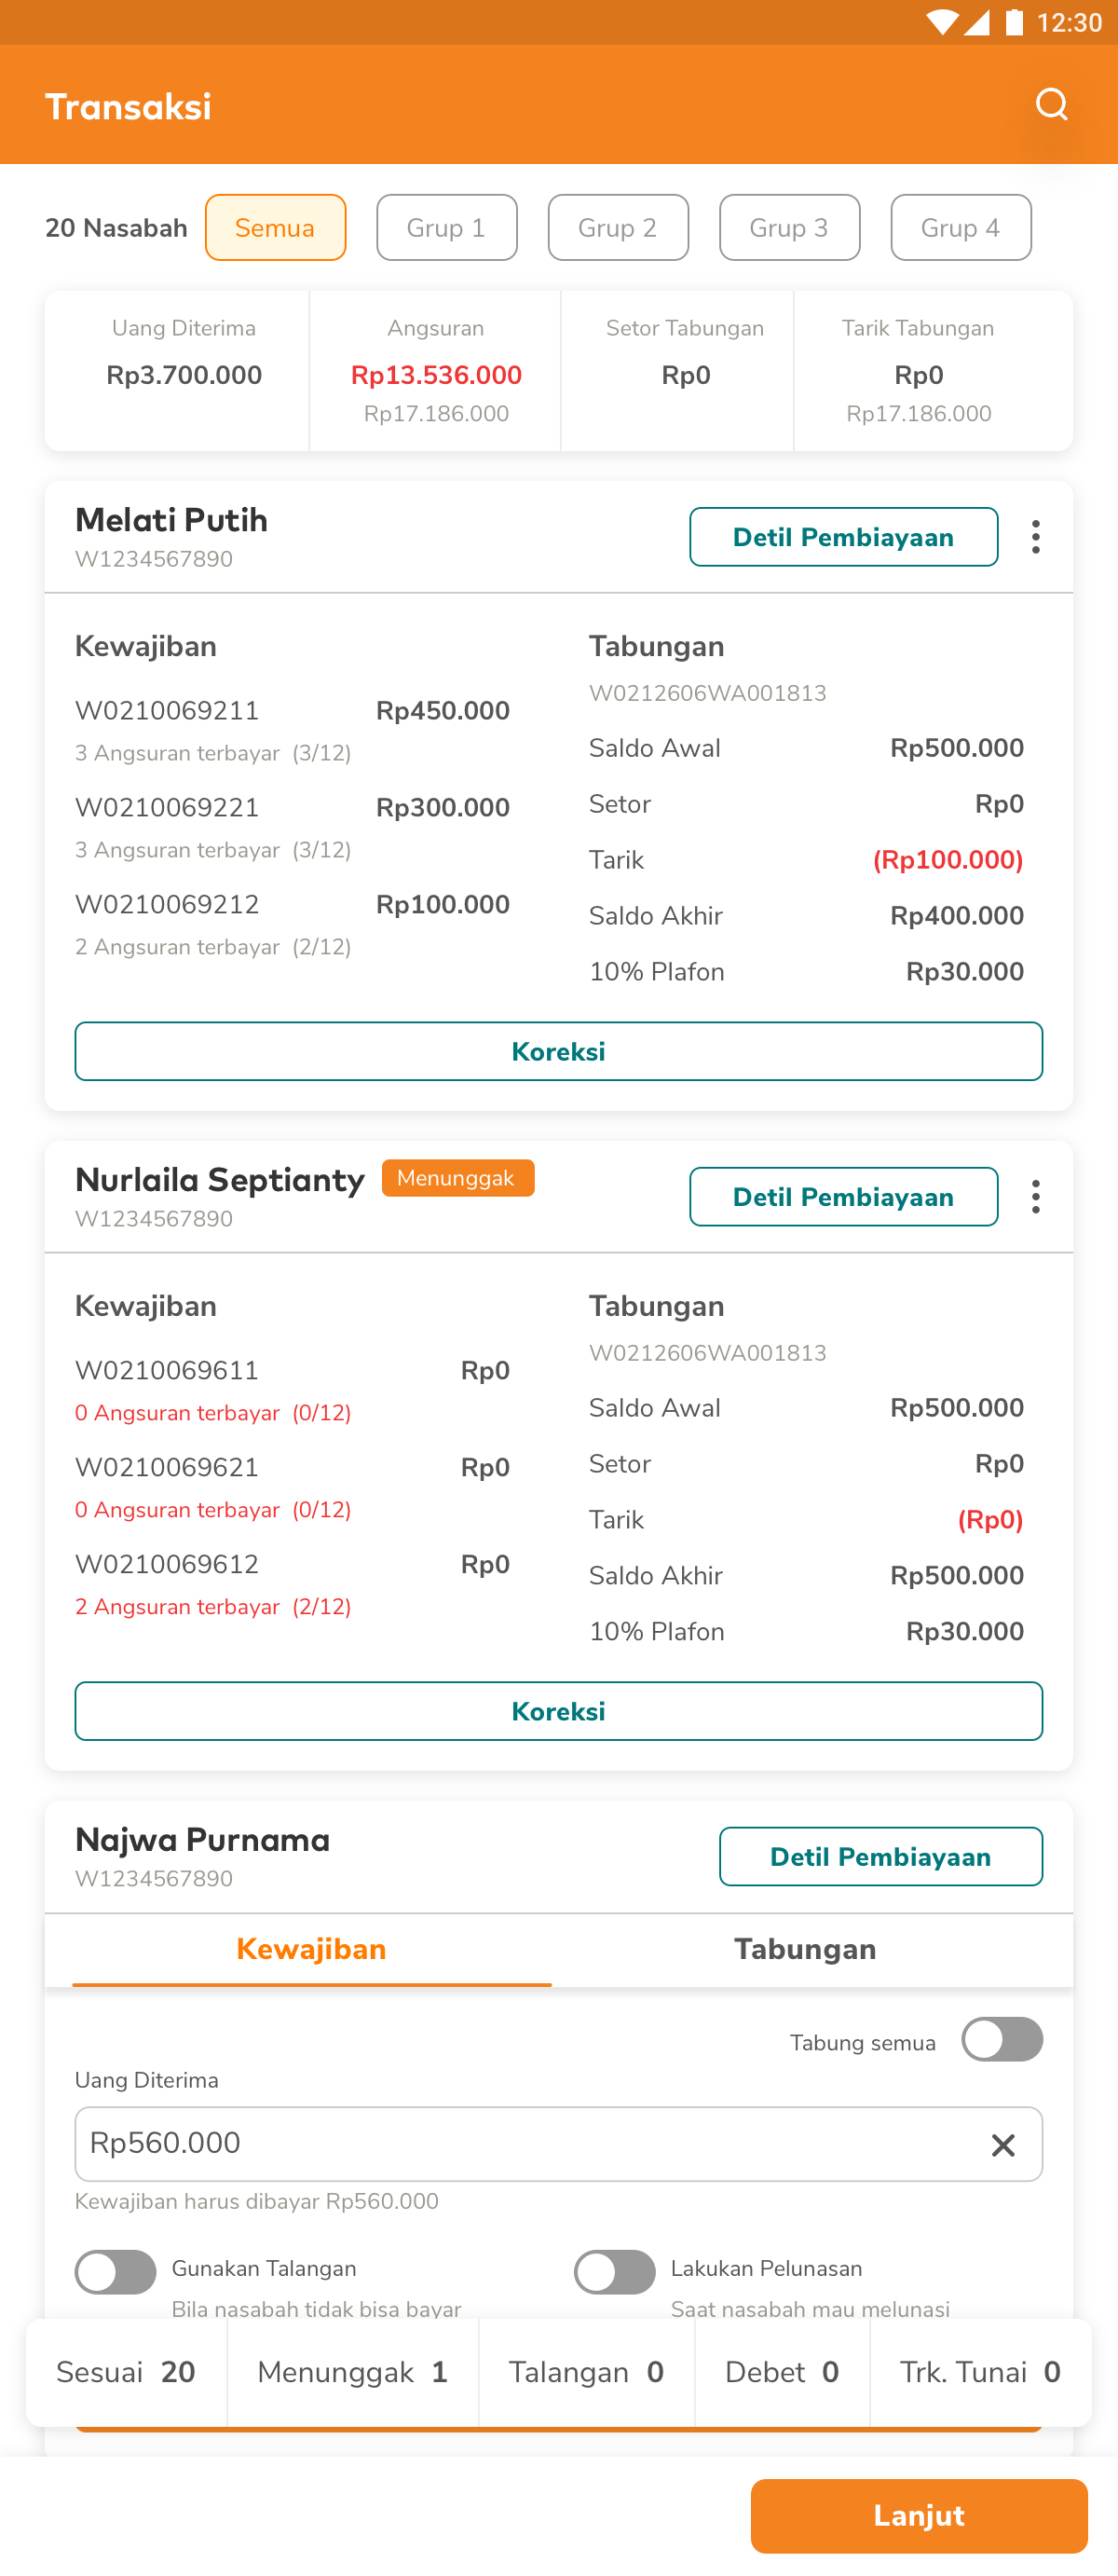 12:30
Transaksi
20 Nasabah Semua Grup 1 Grup 2 Grup 3 Grup 4
Uang Diterima Angsuran Setor Tabungan Tarik Tabungan
Rp3.700.000 Rp13.536.000 Rp0 Rp0
Rp17.186.000 Rp17.186.000
Melati Putih
W1234567890
Detil Pembiayaan
Kewajiban
W0210069211 Rp450.000
3 Angsuran terbayar (3/12)
W0210069221 Rp300.000
3 Angsuran terbayar (3/12)
W0210069212 Rp100.000
2 Angsuran terbayar (2/12)
Tabungan
W0212606WA001813
Saldo Awal Rp500.000
Setor Rp0
Tarik (Rp100.000)
Saldo Akhir Rp400.000
10% Plafon Rp30.000
Koreksi
Nurlaila Septianty Menunggak
W1234567890
Detil Pembiayaan
Kewajiban
W0210069611 Rp0
0 Angsuran terbayar (0/12)
W0210069621 Rp0
0 Angsuran terbayar (0/12)
W0210069612 Rp0
2 Angsuran terbayar (2/12)
Tabungan
W0212606WA001813
Saldo Awal Rp500.000
Setor Rp0
Tarik (Rp0)
Saldo Akhir Rp500.000
10% Plafon Rp30.000
Koreksi
Najwa Purnama
W1234567890
Detil Pembiayaan
Kewajiban Tabungan
Tabung semua
Uang Diterima
Rp560.000
Kewajiban harus dibayar Rp560.000
Gunakan Talangan
Bila nasabah tidak bisa bayar
Lakukan Pelunasan
Saat nasabah mau melunasi
Sesuai 20 Menunggak 1 Talangan 0 Debet 0 Trk. Tunai 0
Lanjut